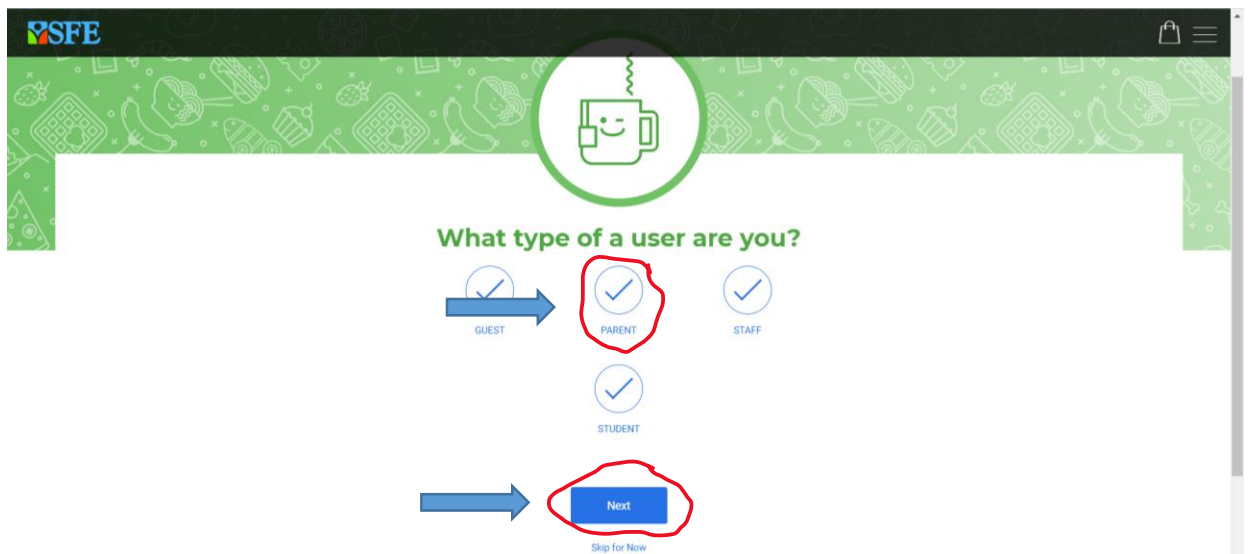 SFE
What type of a user are you?
GUEST PARENT STAFF
STUDENT
Next
Skip for Now